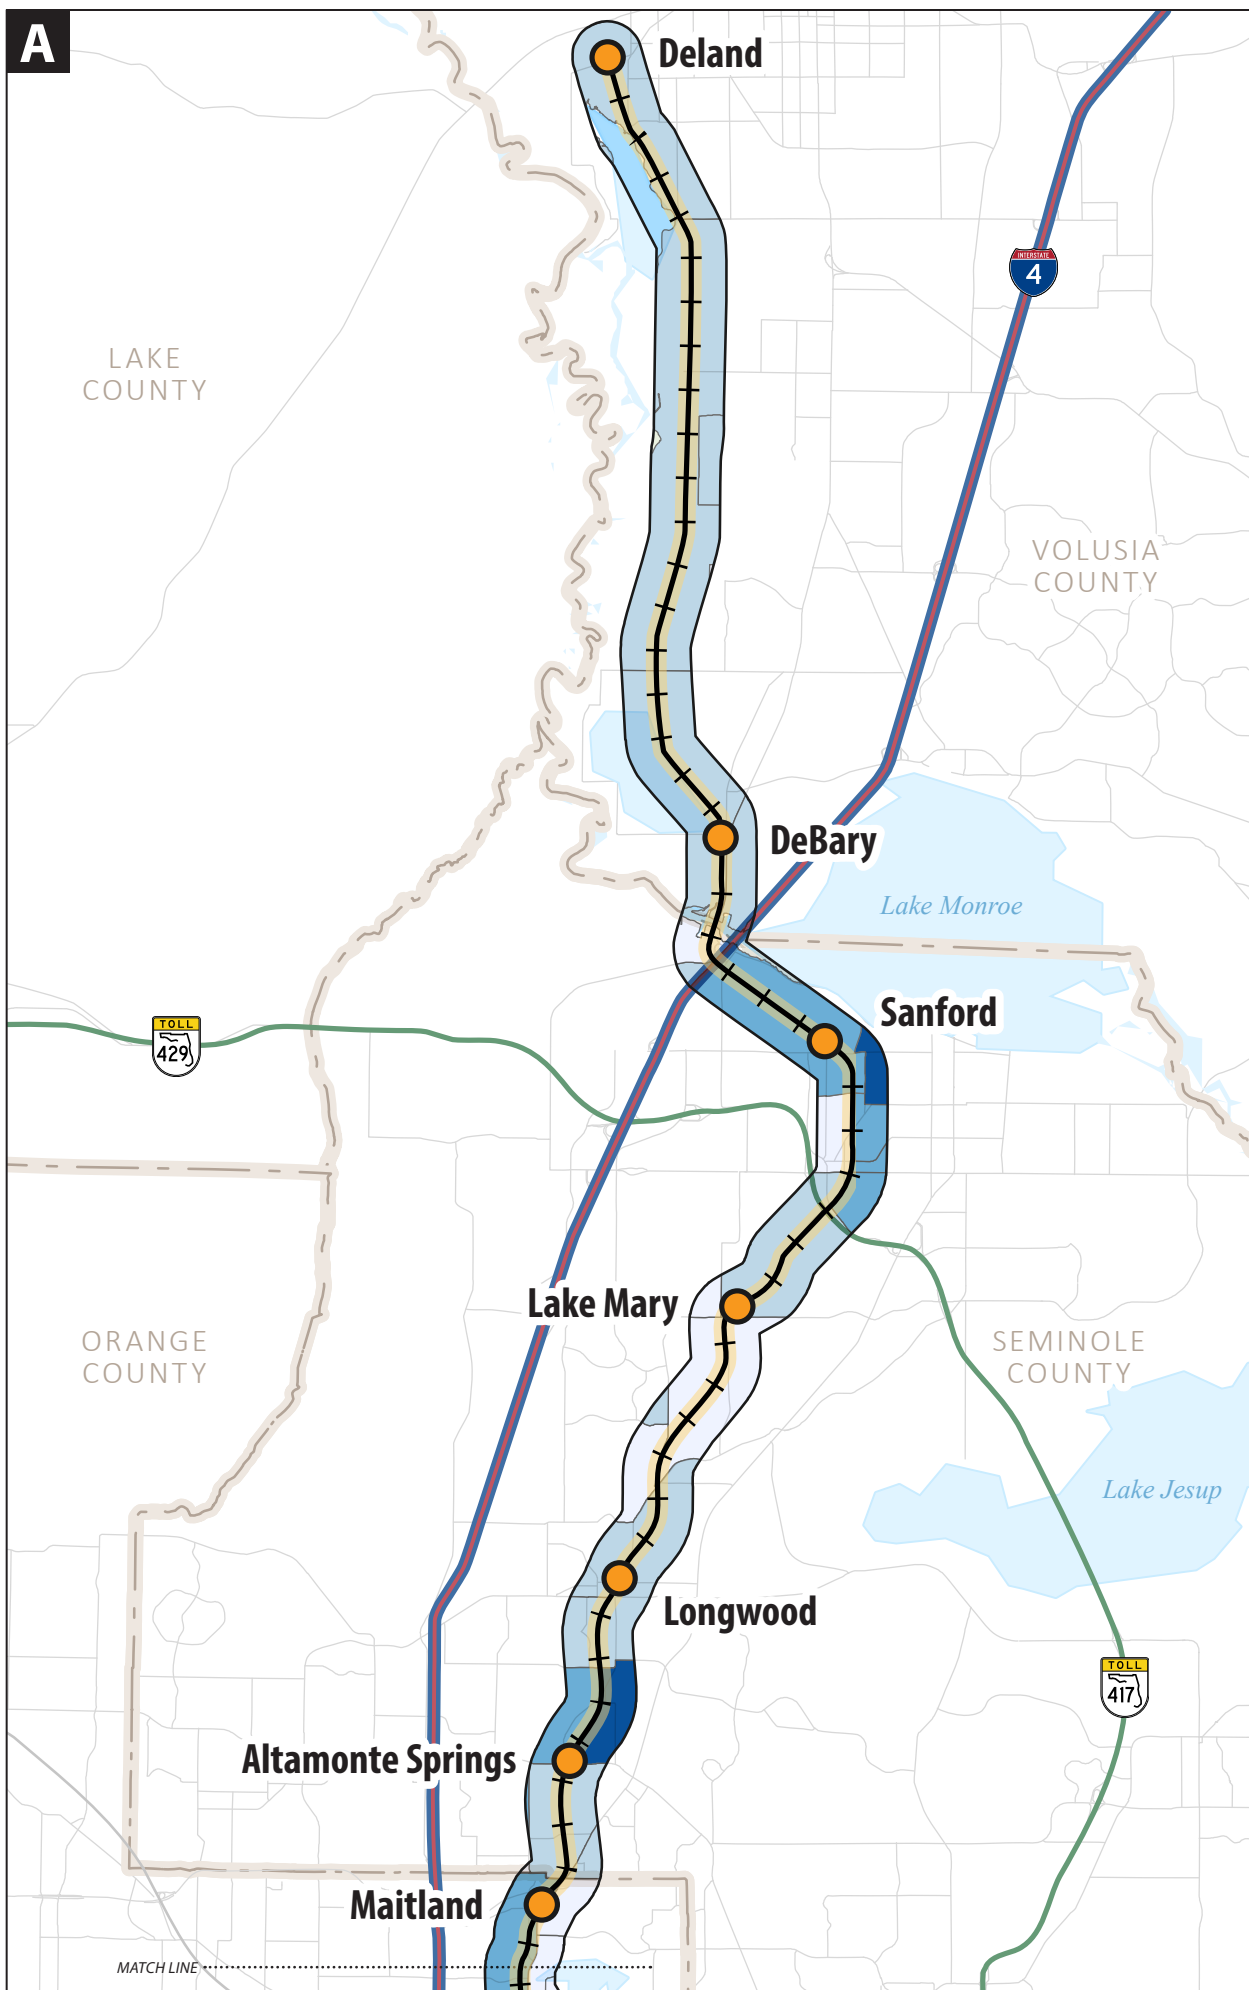 A
Deland
INTERSTATE
4
LAKE
COUNTY
VOLUSIA
COUNTY
DeBary
Lake Monroe
Sanford
TOLL
429
Lake Mary
ORANGE
COUNTY
SEMINOLE
COUNTY
Lake Jesup
Longwood
TOLL
417
Altamonte Springs
Maitland
MATCH LINE